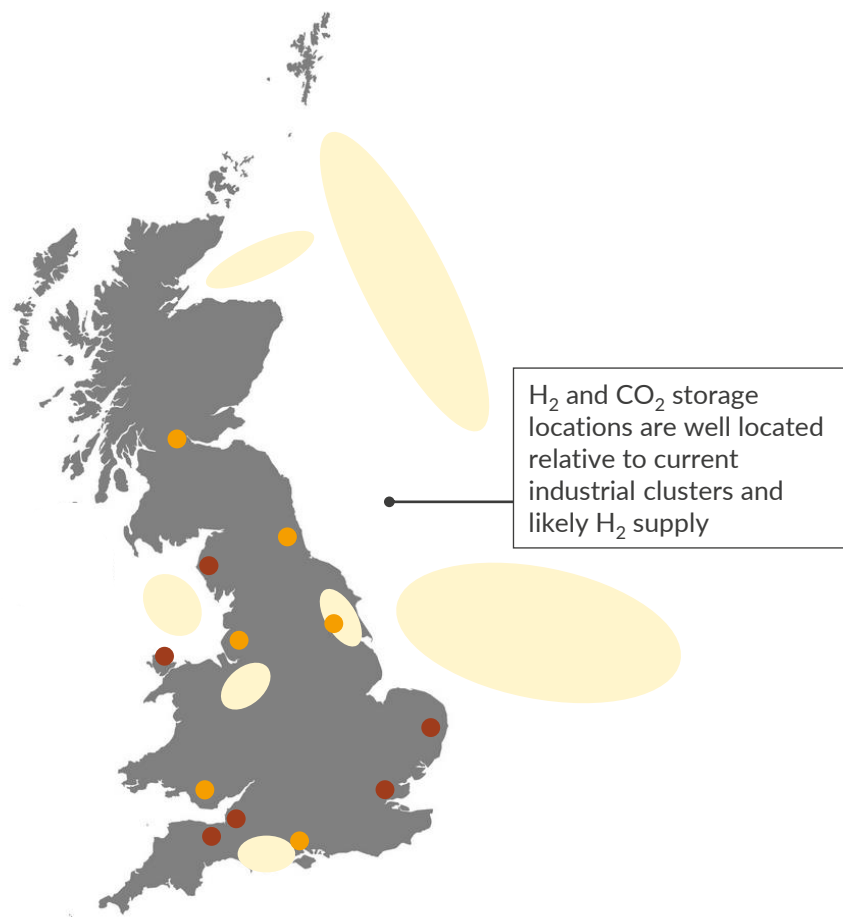 H₂ and CO₂ storage
locations are well located
relative to current
industrial clusters and
likely H₂ supply